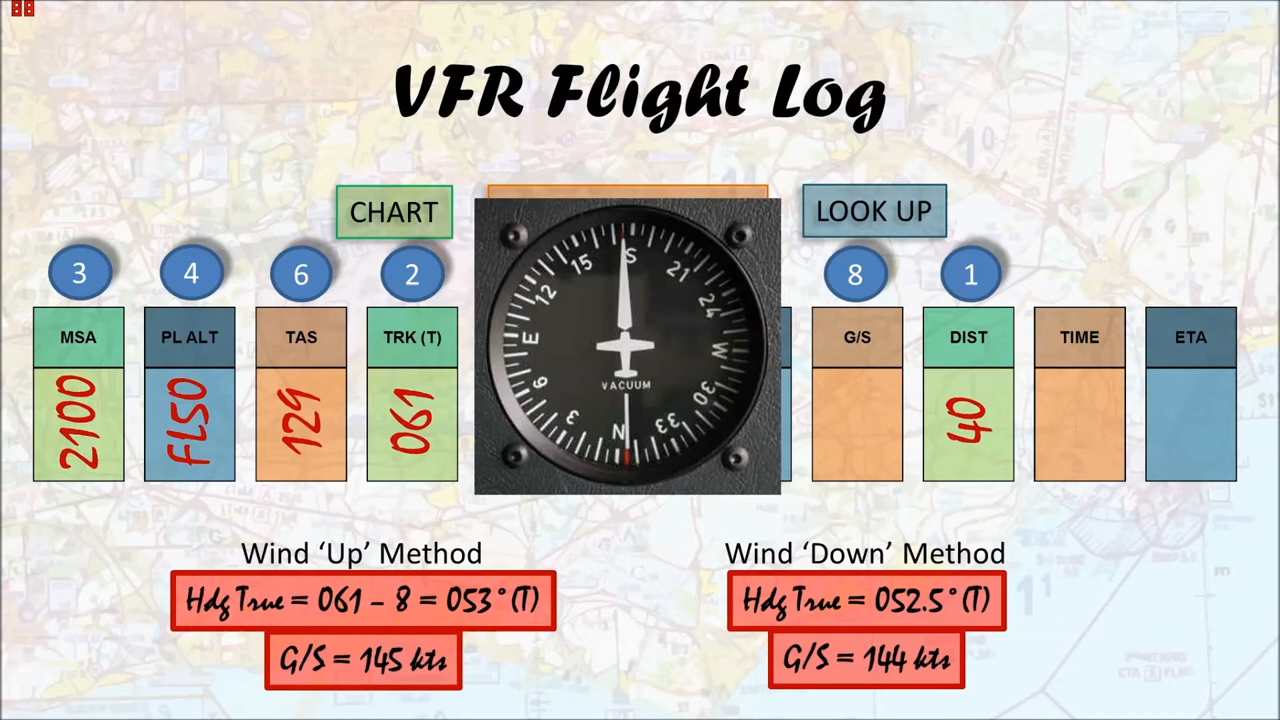 VFR Flight Log
CHART
LOOK UP
3 4 6 2 8 1
MSA PL ALT TAS TRK (T) G/S DIST TIME ETA
2100 FL50 129 061 40
S 21 24 W 30 33 N 3 6 E 12 15
VACUUM
Wind ‘Up’ Method
Hdg True = 061 – 8 = 053°(T)
G/S = 145 kts
Wind ‘Down’ Method
Hdg True = 052.5°(T)
G/S = 144 kts